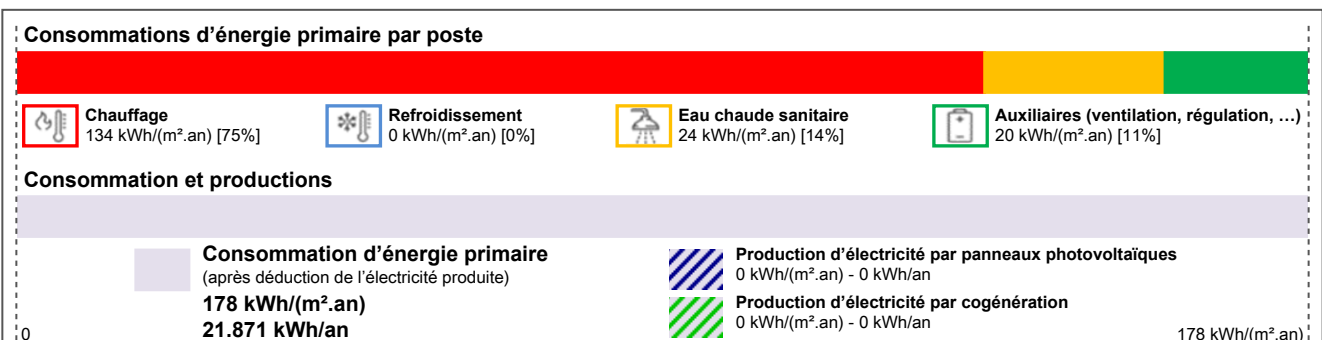 Consommations d’énergie primaire par poste
Chauffage
134 kWh/(m².an) [75%]
Refroidissement
0 kWh/(m².an) [0%]
Eau chaude sanitaire
24 kWh/(m².an) [14%]
Auxiliaires (ventilation, régulation, …)
20 kWh/(m².an) [11%]
Consommation et productions
Consommation d’énergie primaire
(après déduction de l’électricité produite)
178 kWh/(m².an)
21.871 kWh/an
Production d’électricité par panneaux photovoltaïques
0 kWh/(m².an) - 0 kWh/an
Production d’électricité par cogénération
0 kWh/(m².an) - 0 kWh/an
0
178 kWh/(m².an)